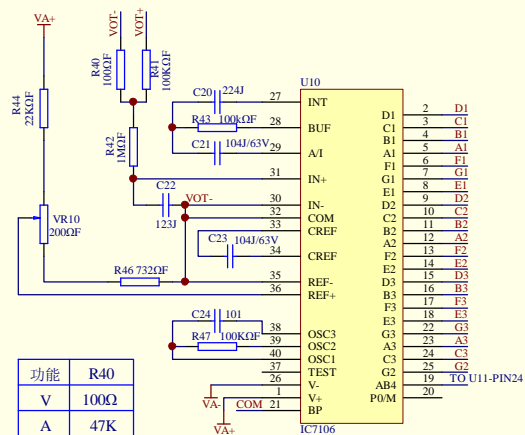 VA+
VOT-
VOT+
R40
100ΩF
R41
100KΩF
R44
22KΩF
R42
1MΩF
C20 224J
R43 100kΩF
C21 104J/63V
C22
123J
VOT-
C23 104J/63V
VR10
200ΩF
R46 732ΩF
C24 101
R47 100KΩF
U10
27 INT
28 BUF
29 A/I
31 IN+
30 IN-
32 COM
33 CREF
34 CREF
35 REF-
36 REF+
38 OSC3
39 OSC2
40 OSC1
37 TEST
26 V-
1 V+
21 BP
VA-
COM
VA+
IC7106
D1 2 D1
C1 3 C1
B1 4 B1
A1 5 A1
F1 6 F1
G1 7 G1
E1 8 E1
D2 9 D2
C2 10 C2
B2 11 B2
A2 12 A2
F2 13 F2
E2 14 E2
D3 15 D3
B3 16 B3
F3 17 F3
E3 18 E3
G3 22 G3
A3 23 A3
C3 24 C3
G2 25 G2
AB4 19 TO U11-PIN24
P0/M 20
功能 R40
V 100Ω
A 47K